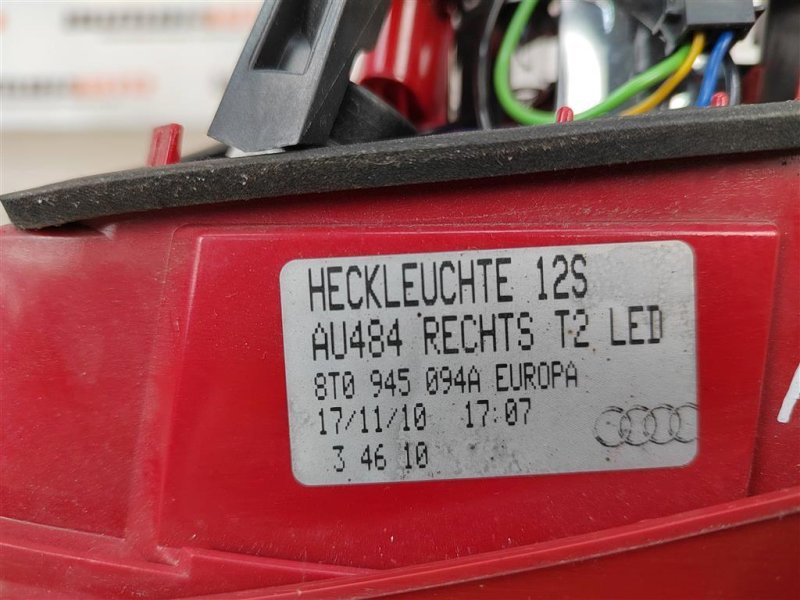 HECKLEUCHTE 12S
AU484 RECHTS T2 LED
8T0 945 094A EUROPA
17/11/10 17:07
3 46 10